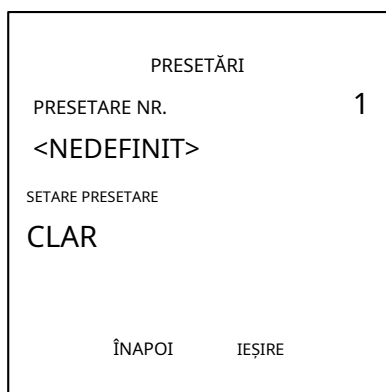 PRESETĂRI
PRESETARE NR. 1
<NEDEFINIT>
SETARE PRESETARE
CLAR
ÎNAPOI IEȘIRE